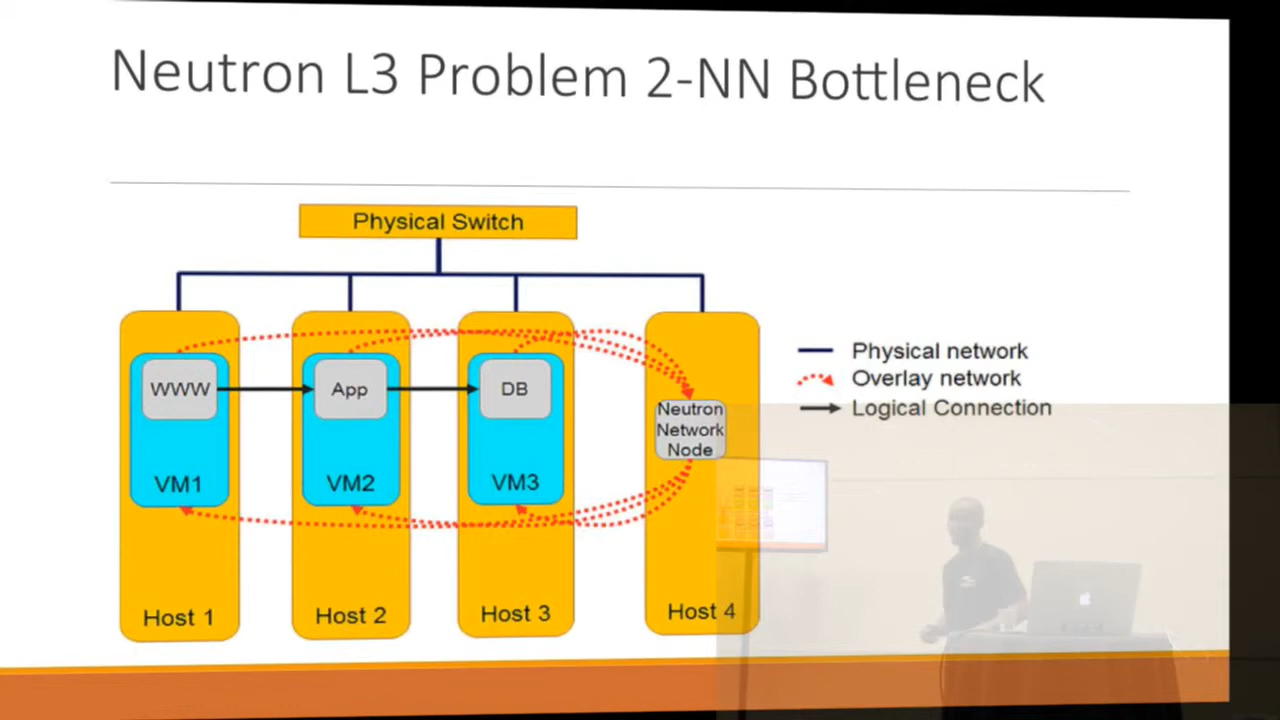 Neutron L3 Problem 2-NN Bottleneck
Physical Switch
WWW
App
DB
Neutron
Network
Node
VM1
VM2
VM3
Host 1
Host 2
Host 3
Host 4
Physical network
Overlay network
Logical Connection